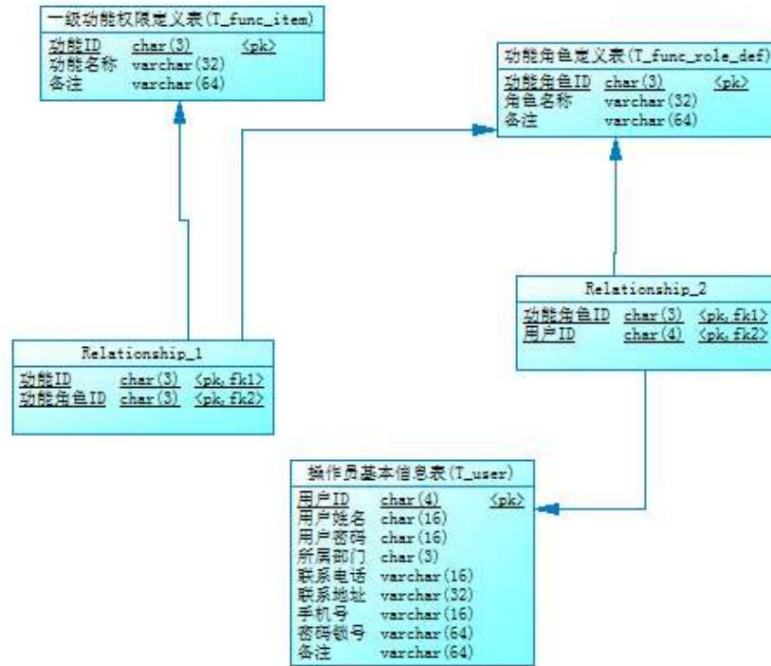 一级功能权限定义表(T_func_item)
功能ID char(3) <pk>
功能名称 varchar(32)
备注 varchar(64)
功能角色定义表(T_func_role_def)
功能角色ID char(3) <pk>
角色名称 varchar(32)
备注 varchar(64)
Relationship_2
功能角色ID char(3) <pk,fk1>
用户ID char(4) <pk,fk2>
Relationship_1
功能ID char(3) <pk,fk1>
功能角色ID char(3) <pk,fk2>
操作员基本信息表(T_user)
用户ID char(4) <pk>
用户姓名 char(16)
用户密码 char(16)
所属部门 char(3)
联系电话 varchar(16)
联系地址 varchar(32)
手机号 varchar(16)
密码锁号 varchar(64)
备注 varchar(64)